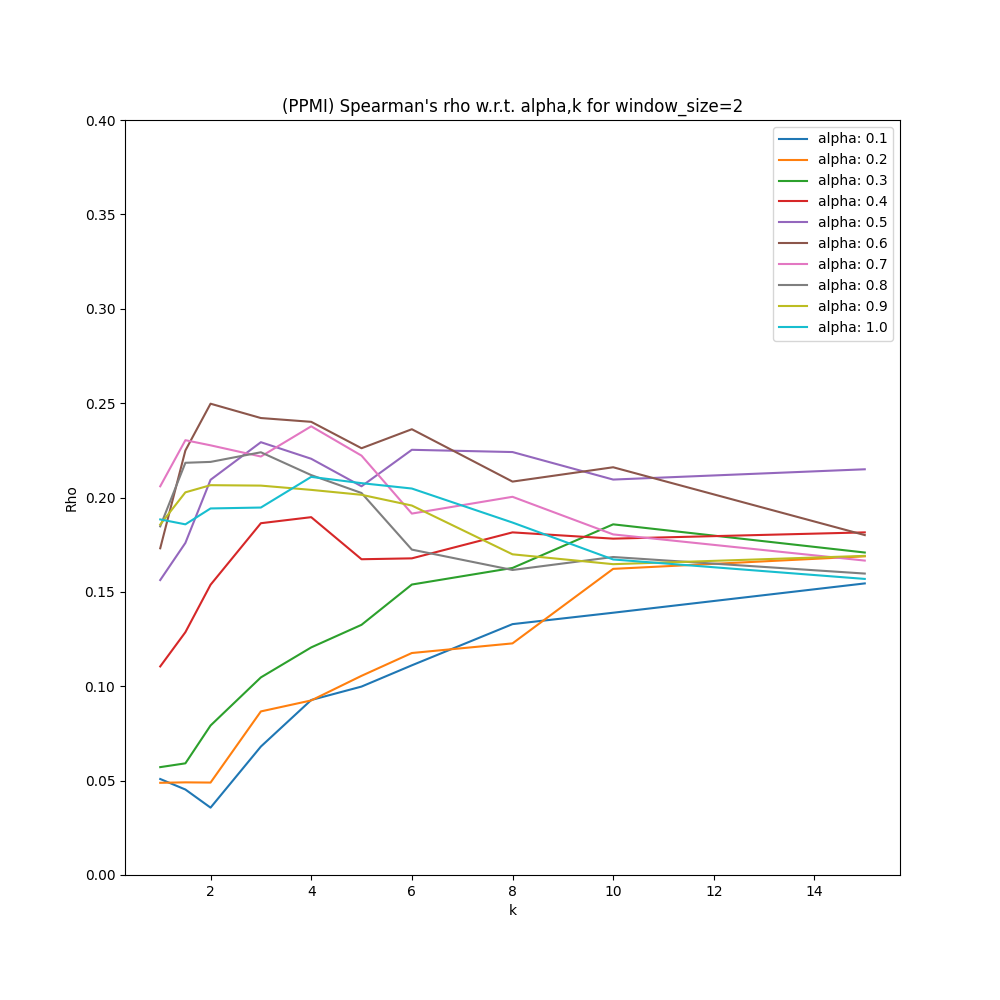 (PPMI) Spearman's rho w.r.t. alpha,k for window_size=2
0.40
0.35
0.30
0.25
0.20
0.15
0.10
0.05
0.00
Rho
alpha: 0.1
alpha: 0.2
alpha: 0.3
alpha: 0.4
alpha: 0.5
alpha: 0.6
alpha: 0.7
alpha: 0.8
alpha: 0.9
alpha: 1.0
2 4 6 8 10 12 14
k